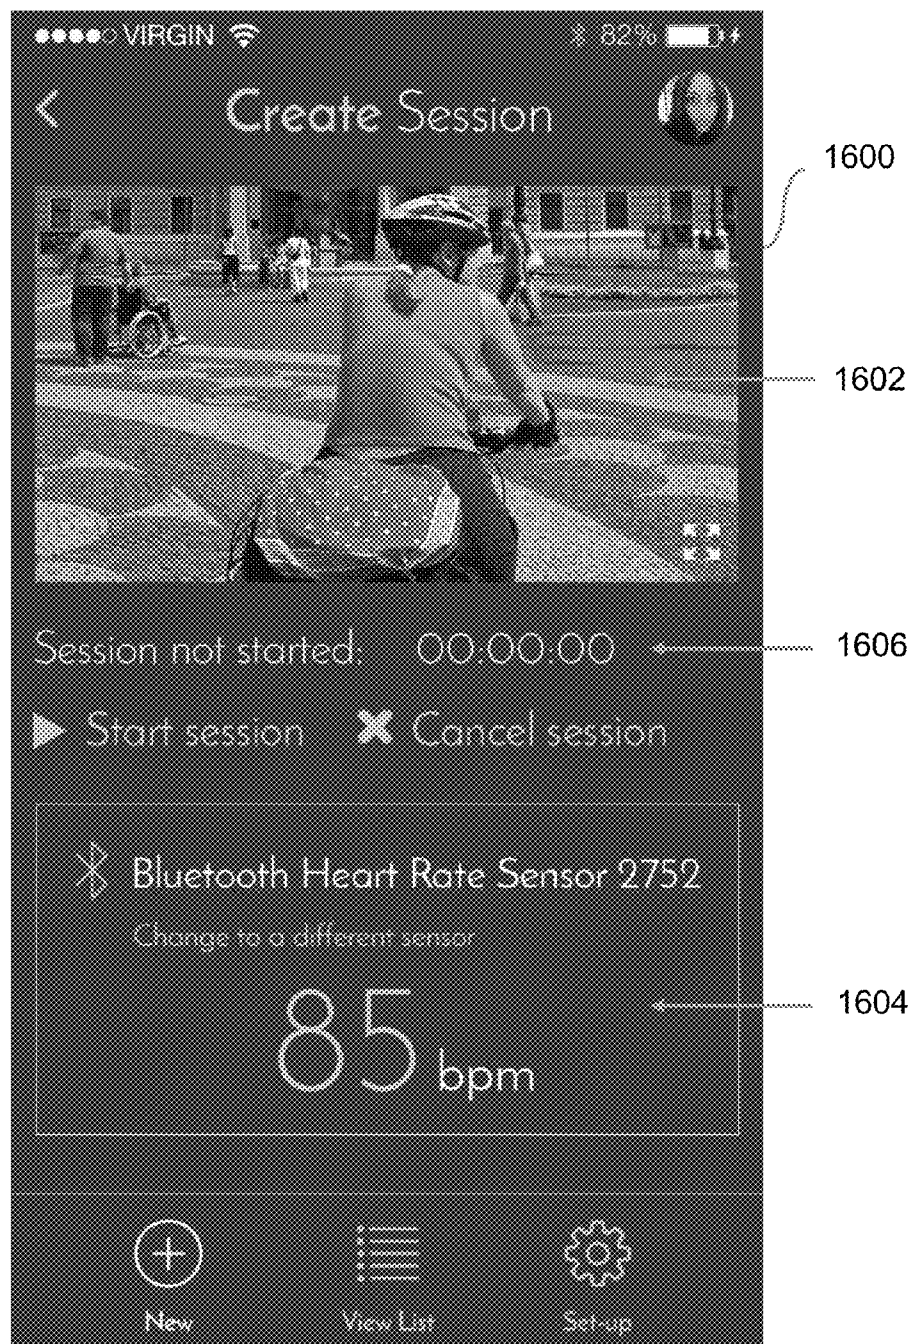 VIRGIN 82%
Create Session
1600
1602
Session not started: 00:00:00
1606
Start session Cancel session
Bluetooth Heart Rate Sensor 2752
Change to a different sensor
85 bpm
1604
New View List Set-up